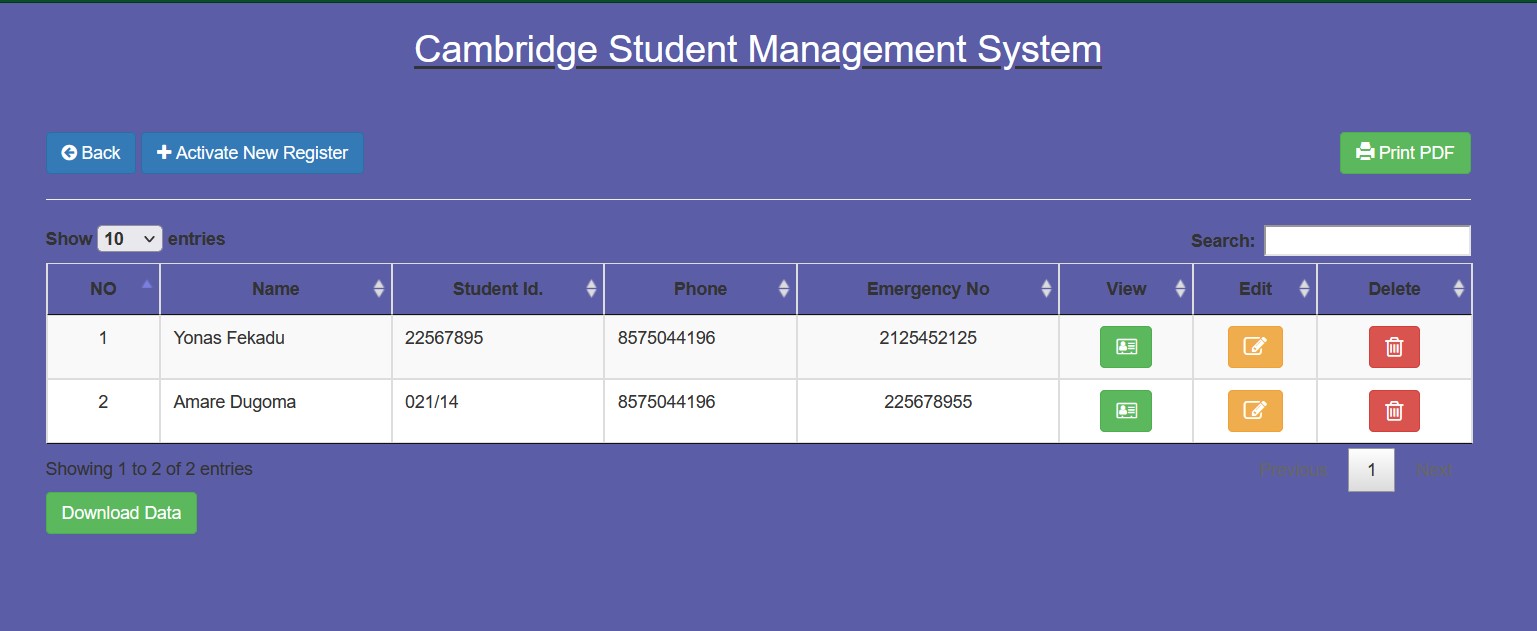 Cambridge Student Management System
Back Activate New Register Print PDF
Show 10 entries Search:
NO Name Student Id. Phone Emergency No View Edit Delete
1 Yonas Fekadu 22567895 8575044196 2125452125
2 Amare Dugoma 021/14 8575044196 225678955
Showing 1 to 2 of 2 entries Previous 1 Next
Download Data